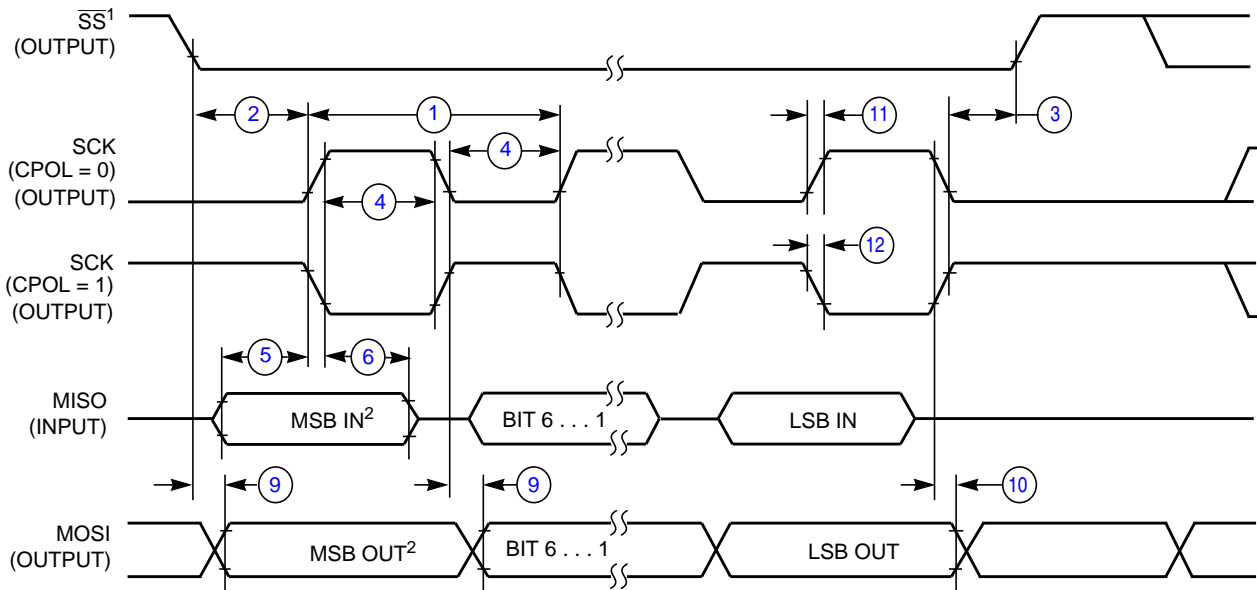 SS¹
(OUTPUT)
2
1
11
3
SCK
(CPOL = 0)
(OUTPUT)
4
4
SCK
(CPOL = 1)
(OUTPUT)
12
5
6
MISO
(INPUT)
MSB IN²
BIT 6 . . . 1
LSB IN
9
9
10
MOSI
(OUTPUT)
MSB OUT²
BIT 6 . . . 1
LSB OUT